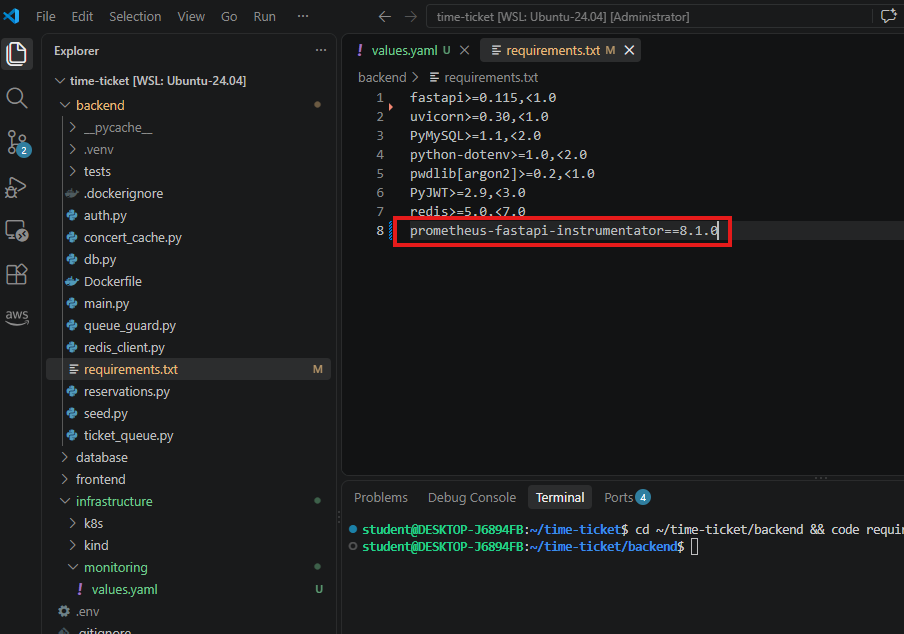 File Edit Selection View Go Run ··· time-ticket [WSL: Ubuntu-24.04] [Administrator]
Explorer ···
time-ticket [WSL: Ubuntu-24.04]
backend
__pycache__
.venv
tests
.dockerignore
auth.py
concert_cache.py
db.py
Dockerfile
main.py
queue_guard.py
redis_client.py
requirements.txt M
reservations.py
seed.py
ticket_queue.py
database
frontend
infrastructure
k8s
kind
monitoring
! values.yaml U
.env
.gitignore
2
aws
! values.yaml U requirements.txt M
backend > requirements.txt
1 fastapi>=0.115,<1.0
2 uvicorn>=0.30,<1.0
3 PyMySQL>=1.1,<2.0
4 python-dotenv>=1.0,<2.0
5 pwdlib[argon2]>=0.2,<1.0
6 PyJWT>=2.9,<3.0
7 redis>=5.0,<7.0
8 prometheus-fastapi-instrumentator==8.1.0
Problems Debug Console Terminal Ports 4
student@DESKTOP-J6894FB:~/time-ticket$ cd ~/time-ticket/backend && code requir
student@DESKTOP-J6894FB:~/time-ticket/backend$